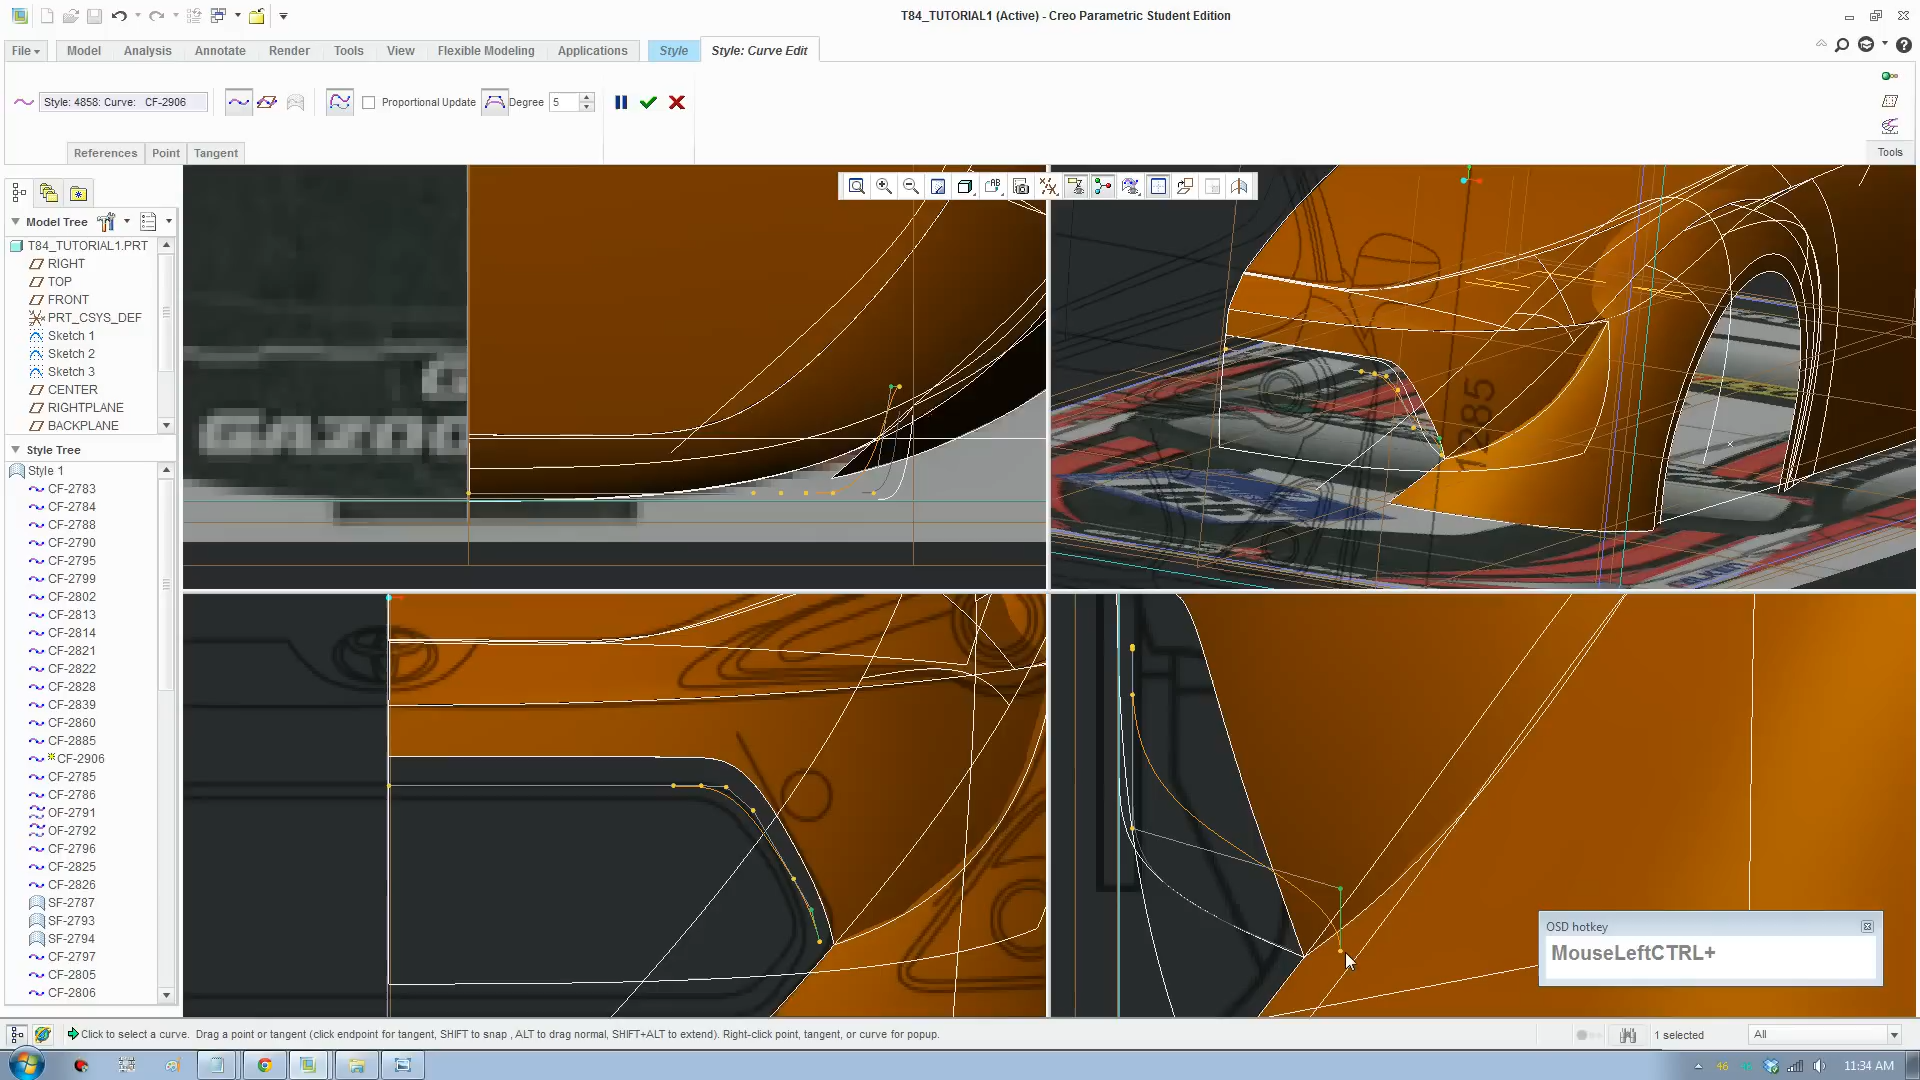 T84_TUTORIAL1 (Active) - Creo Parametric Student Edition
File
Model
Analysis
Annotate
Render
Tools
View
Flexible Modeling
Applications
Style
Style: Curve Edit
Style: 4858: Curve: CF-2906
Proportional Update
Degree
5
References
Point
Tangent
Tools
Model Tree
T84_TUTORIAL1.PRT
RIGHT
TOP
FRONT
PRT_CSYS_DEF
Sketch 1
Sketch 2
Sketch 3
CENTER
RIGHTPLANE
BACKPLANE
Style Tree
Style 1
CF-2783
CF-2784
CF-2788
CF-2790
CF-2795
CF-2799
CF-2802
CF-2813
CF-2814
CF-2821
CF-2822
CF-2828
CF-2839
CF-2860
CF-2885
CF-2906
CF-2785
CF-2786
OF-2791
OF-2792
CF-2796
CF-2825
CF-2826
SF-2787
SF-2793
SF-2794
CF-2797
CF-2805
CF-2806
1285
OSD hotkey
MouseLeftCTRL+
Click to select a curve. Drag a point or tangent (click endpoint for tangent, SHIFT to snap , ALT to drag normal, SHIFT+ALT to extend). Right-click point, tangent, or curve for popup.
1 selected
All
46
11:34 AM